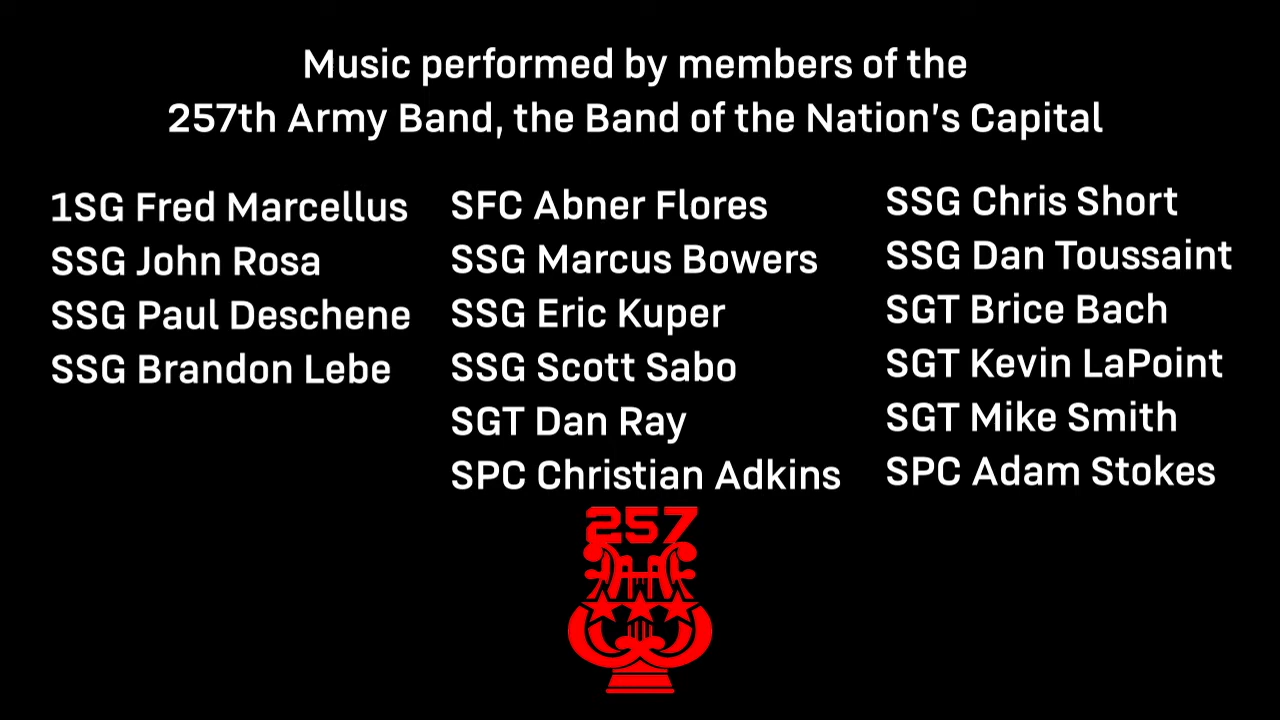 Music performed by members of the
257th Army Band, the Band of the Nation’s Capital
1SG Fred Marcellus
SSG John Rosa
SSG Paul Deschene
SSG Brandon Lebe
SFC Abner Flores
SSG Marcus Bowers
SSG Eric Kuper
SSG Scott Sabo
SGT Dan Ray
SPC Christian Adkins
SSG Chris Short
SSG Dan Toussaint
SGT Brice Bach
SGT Kevin LaPoint
SGT Mike Smith
SPC Adam Stokes
257